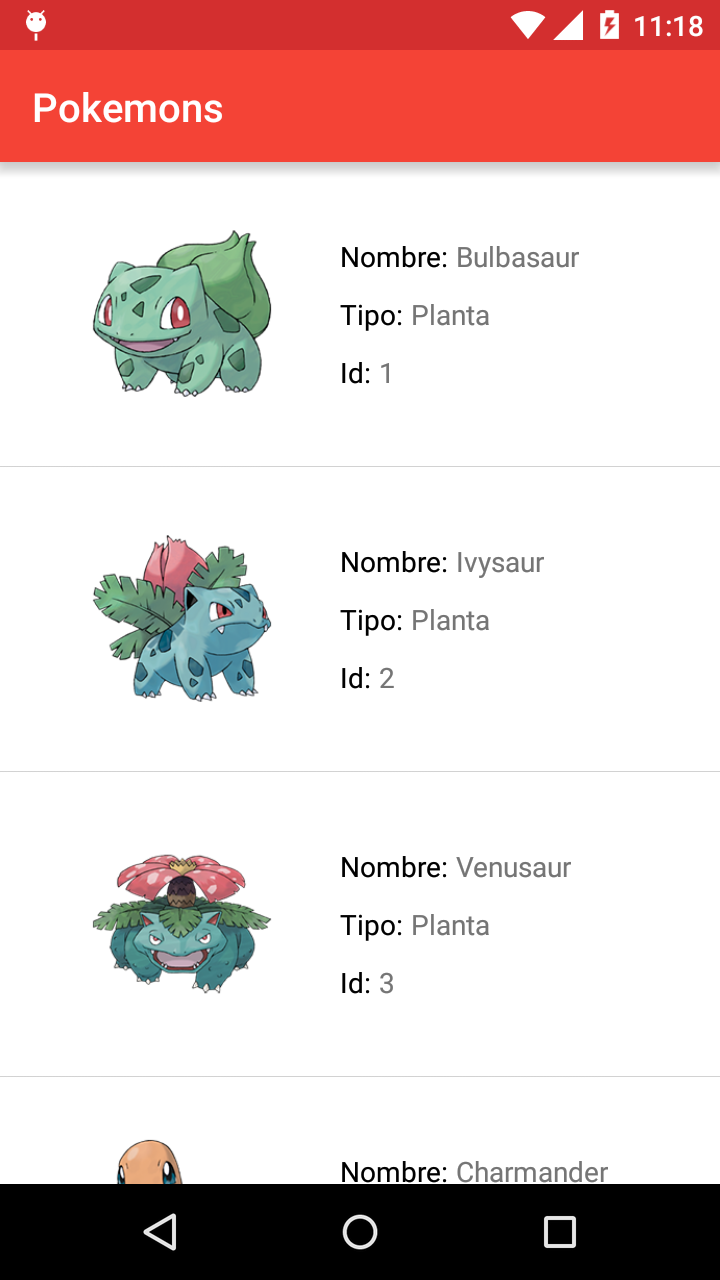 11:18
Pokemons
Nombre: Bulbasaur
Tipo: Planta
Id: 1
Nombre: Ivysaur
Tipo: Planta
Id: 2
Nombre: Venusaur
Tipo: Planta
Id: 3
Nombre: Charmander